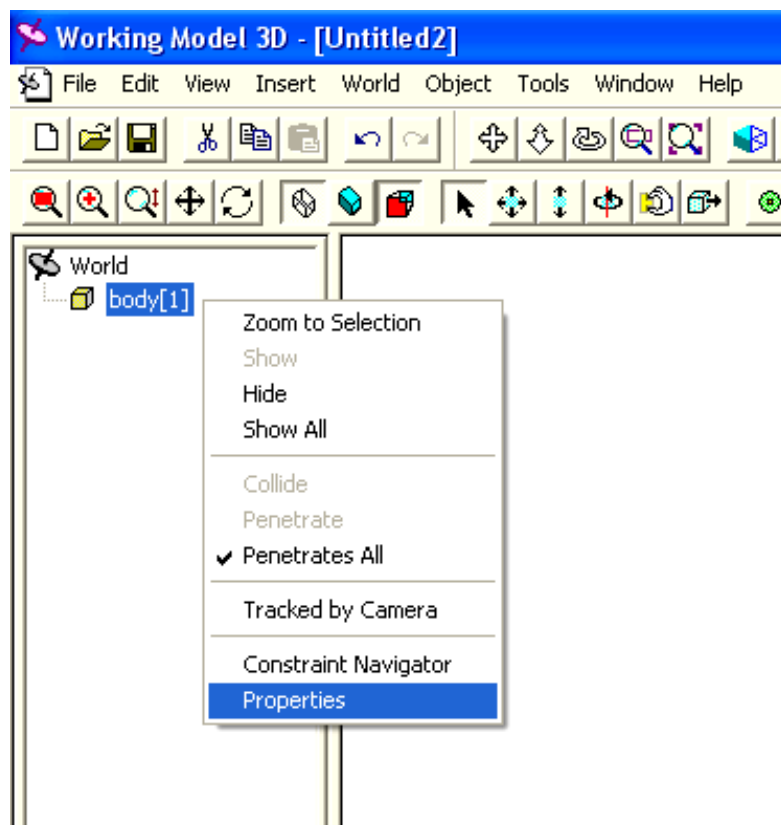 Working Model 3D - [Untitled2]
File Edit View Insert World Object Tools Window Help
World
body[1]
Zoom to Selection
Show
Hide
Show All
Collide
Penetrate
Penetrates All
Tracked by Camera
Constraint Navigator
Properties